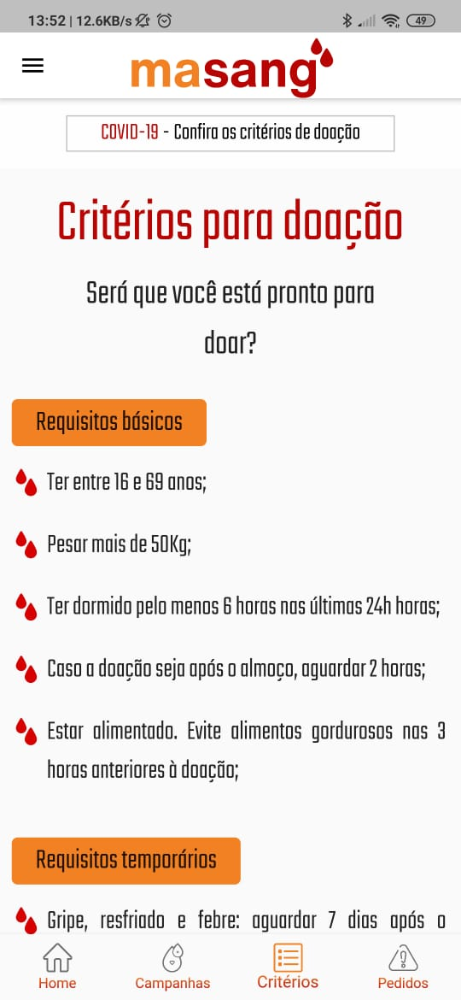 13:52 | 12.6KB/s
49
masang
COVID-19 - Confira os critérios de doação
Critérios para doação
Será que você está pronto para
doar?
Requisitos básicos
Ter entre 16 e 69 anos;
Pesar mais de 50Kg;
Ter dormido pelo menos 6 horas nas últimas 24h horas;
Caso a doação seja após o almoço, aguardar 2 horas;
Estar alimentado. Evite alimentos gordurosos nas 3
horas anteriores à doação;
Requisitos temporários
Gripe, resfriado e febre: aguardar 7 dias após o
Home Campanhas Critérios Pedidos